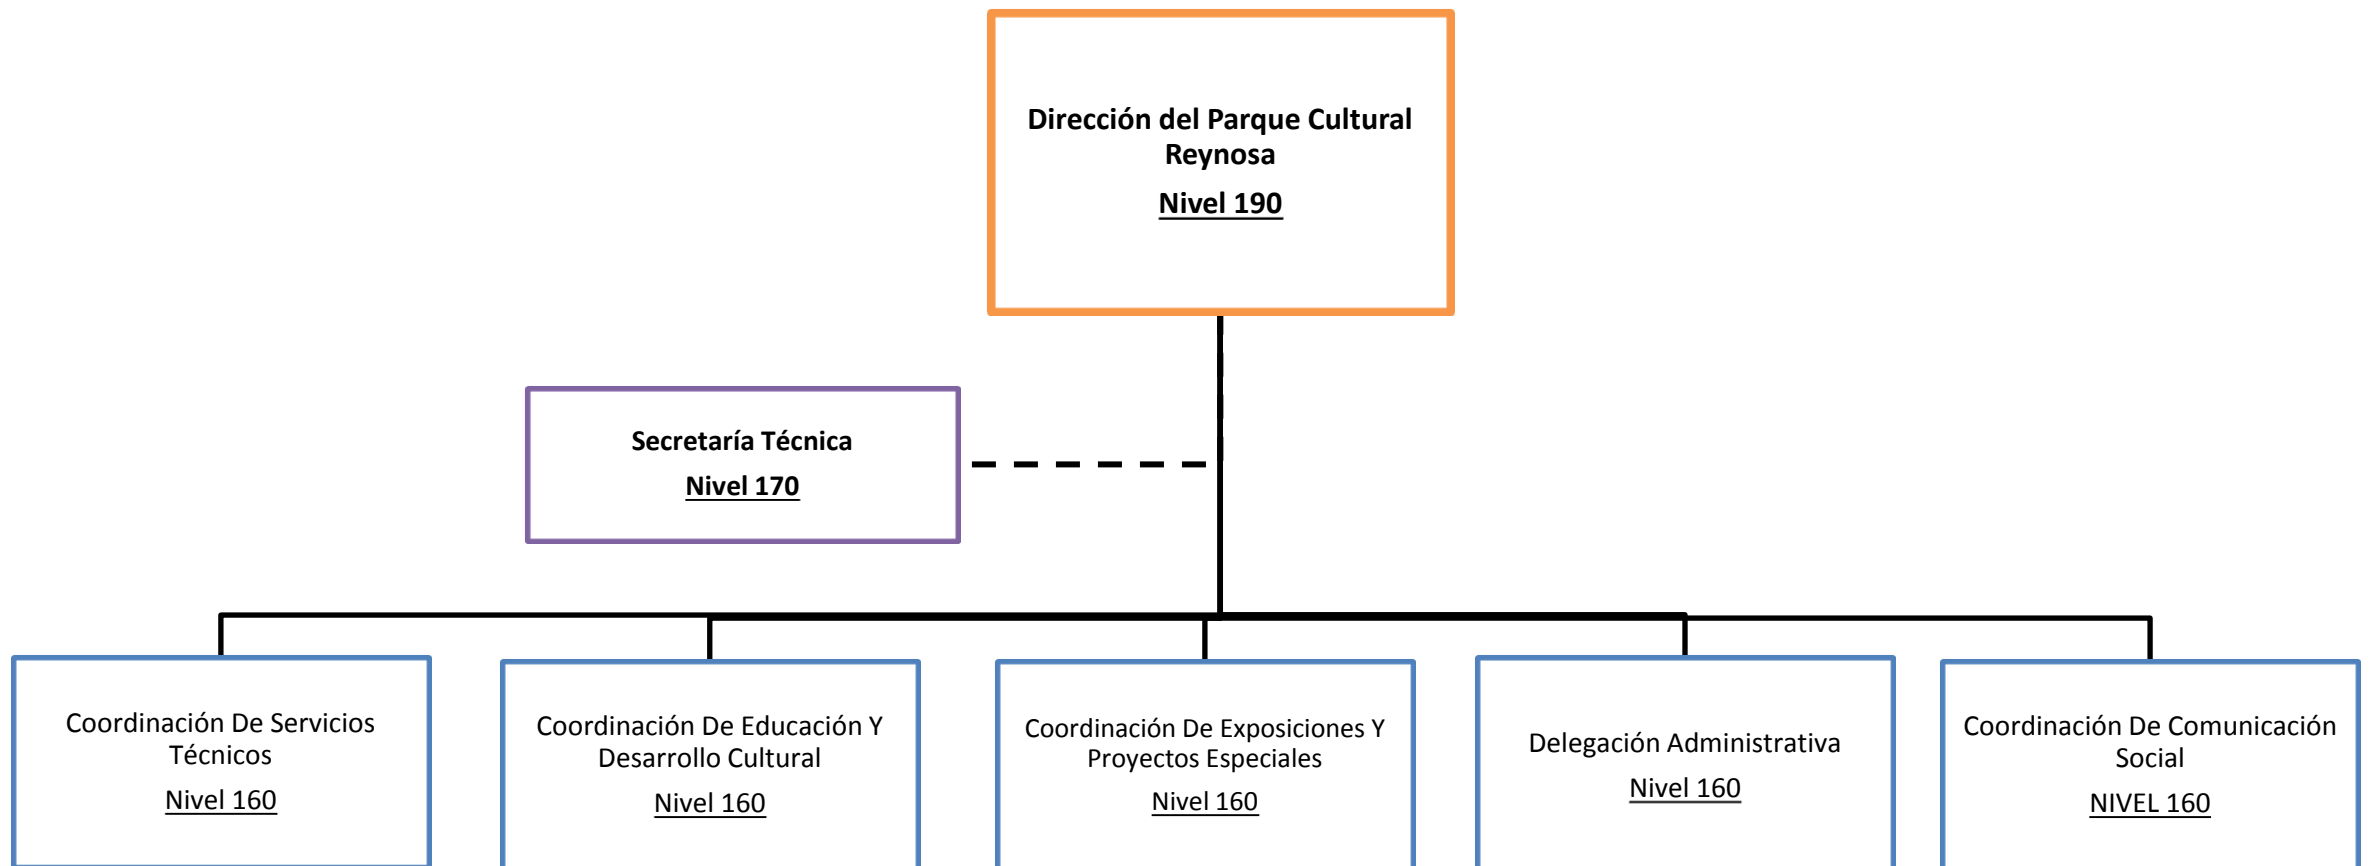 Dirección del Parque Cultural
Reynosa
Nivel 190
Secretaría Técnica
Nivel 170
Coordinación De Servicios
Técnicos
Nivel 160
Coordinación De Educación Y
Desarrollo Cultural
Nivel 160
Coordinación De Exposiciones Y
Proyectos Especiales
Nivel 160
Delegación Administrativa
Nivel 160
Coordinación De Comunicación
Social
NIVEL 160